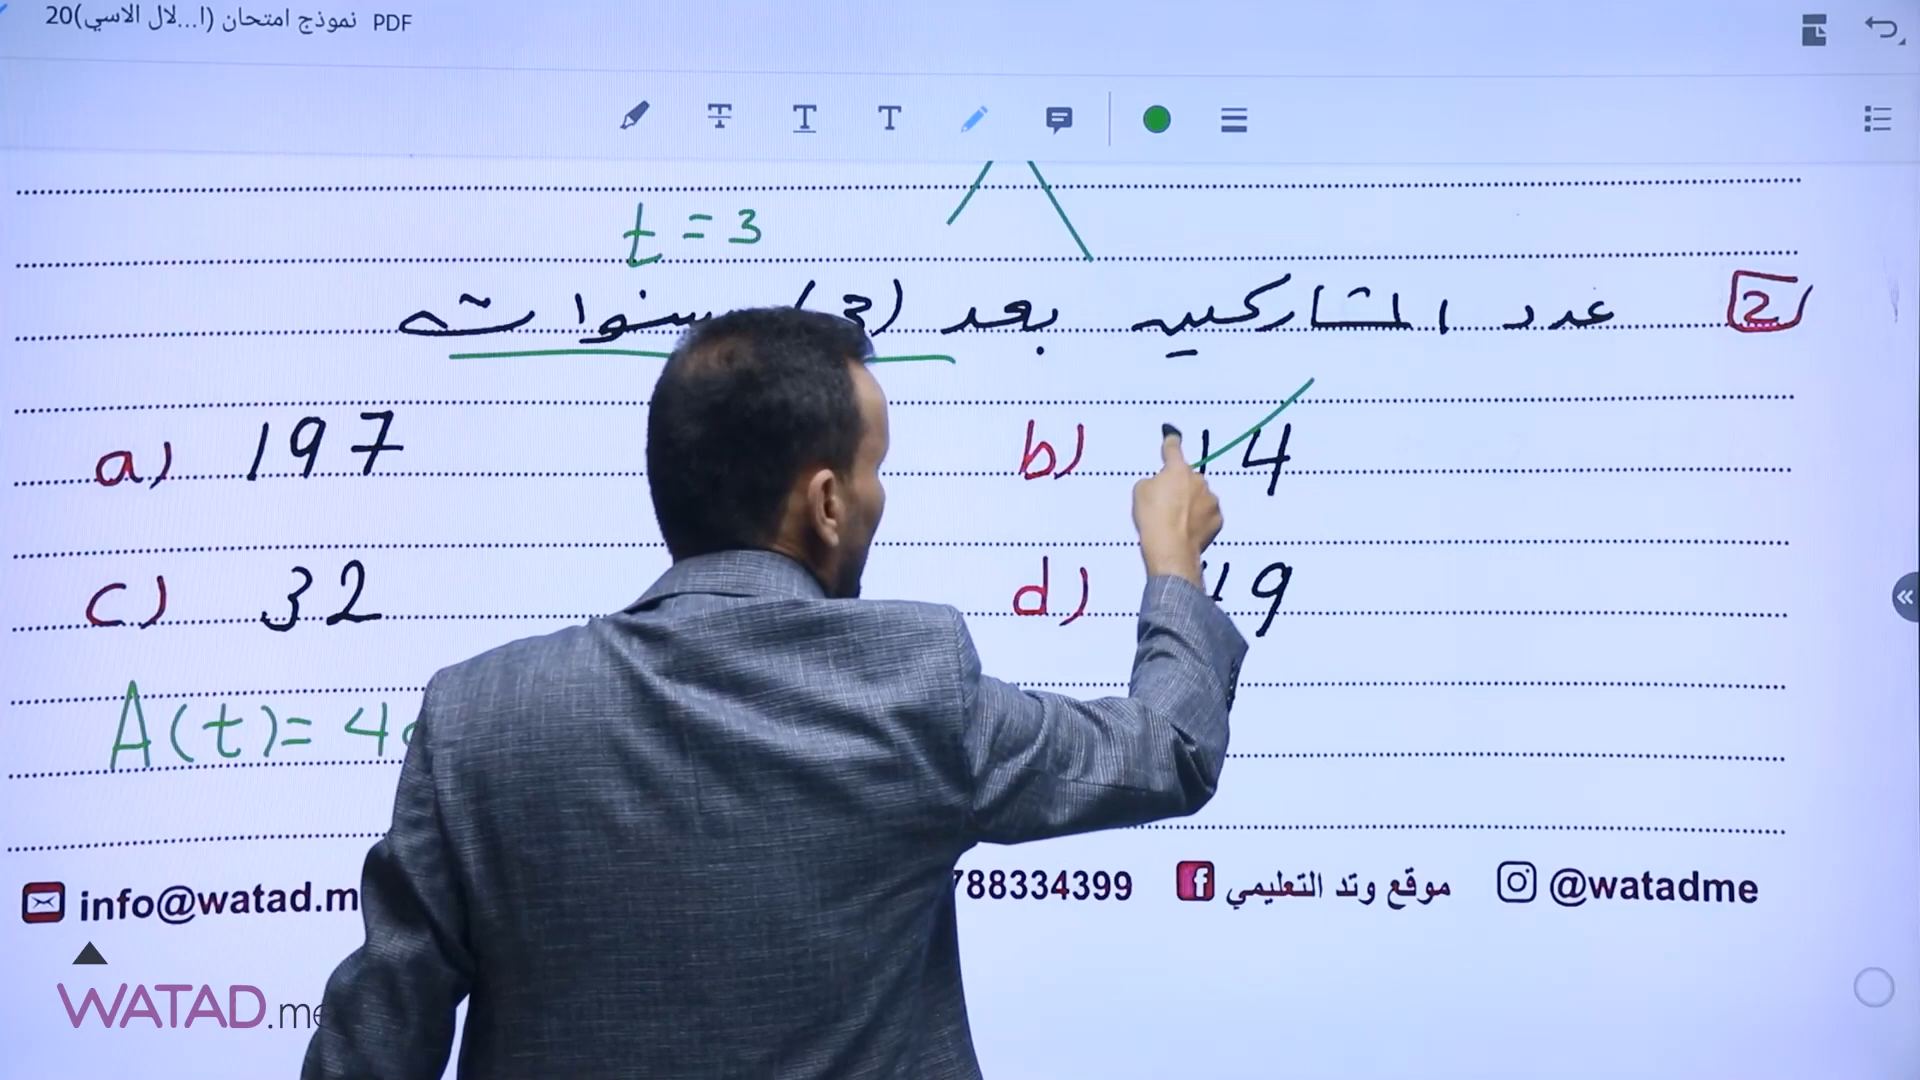 نموذج امتحان (ا...لال الاسي)20 PDF
t = 3
2 عدد المشاركين بعد (3) سنوات
a) 197
b) 14
c) 32
d) 19
A(t) = 4
info@watad.m
788334399
موقع وتد التعليمي
@watadme
WATAD.me